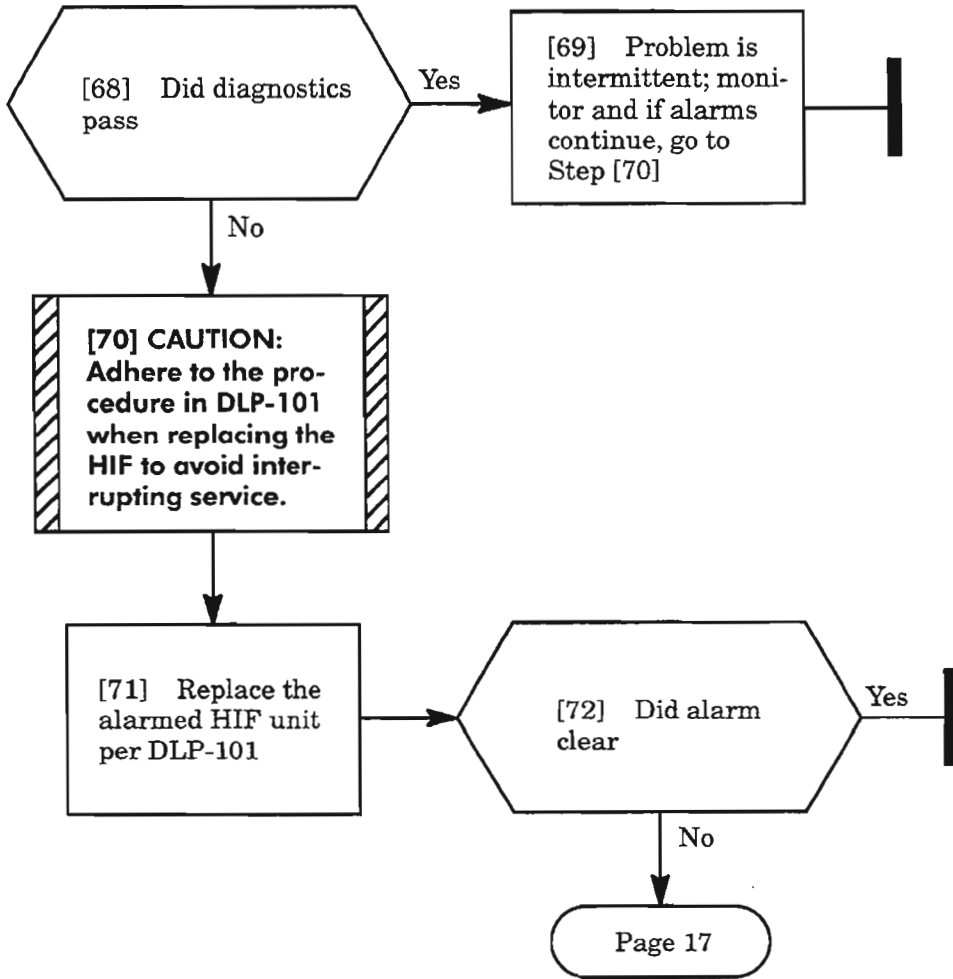 [68] Did diagnostics
pass
Yes
[69] Problem is
intermittent; moni-
tor and if alarms
continue, go to
Step [70]
No
[70] CAUTION:
Adhere to the pro-
cedure in DLP-101
when replacing the
HIF to avoid inter-
rupting service.
[71] Replace the
alarmed HIF unit
per DLP-101
[72] Did alarm
clear
Yes
No
Page 17